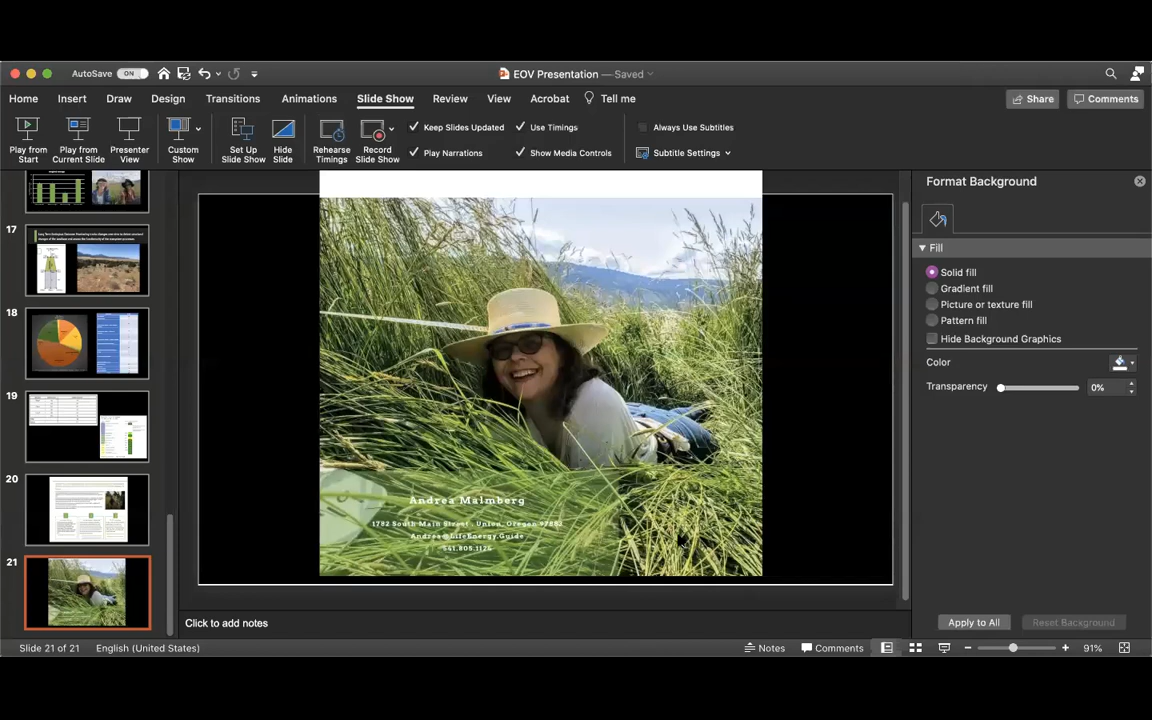 AutoSave ON
EOV Presentation — Saved
Home Insert Draw Design Transitions Animations Slide Show Review View Acrobat Tell me
Share Comments
Play from Start
Play from Current Slide
Presenter View
Custom Show
Set Up Slide Show
Hide Slide
Rehearse Timings
Record Slide Show
Keep Slides Updated
Use Timings
Always Use Subtitles
Play Narrations
Show Media Controls
Subtitle Settings
Format Background
Fill
Solid fill
Gradient fill
Picture or texture fill
Pattern fill
Hide Background Graphics
Color
Transparency 0%
17
18
19
20
21
Andrea Malmberg
1782 South Main Street, Union, Oregon 97883
Andrea@LifeEnergy.Guide
541.805.1124
Click to add notes
Apply to All Reset Background
Slide 21 of 21 English (United States) Notes Comments 91%